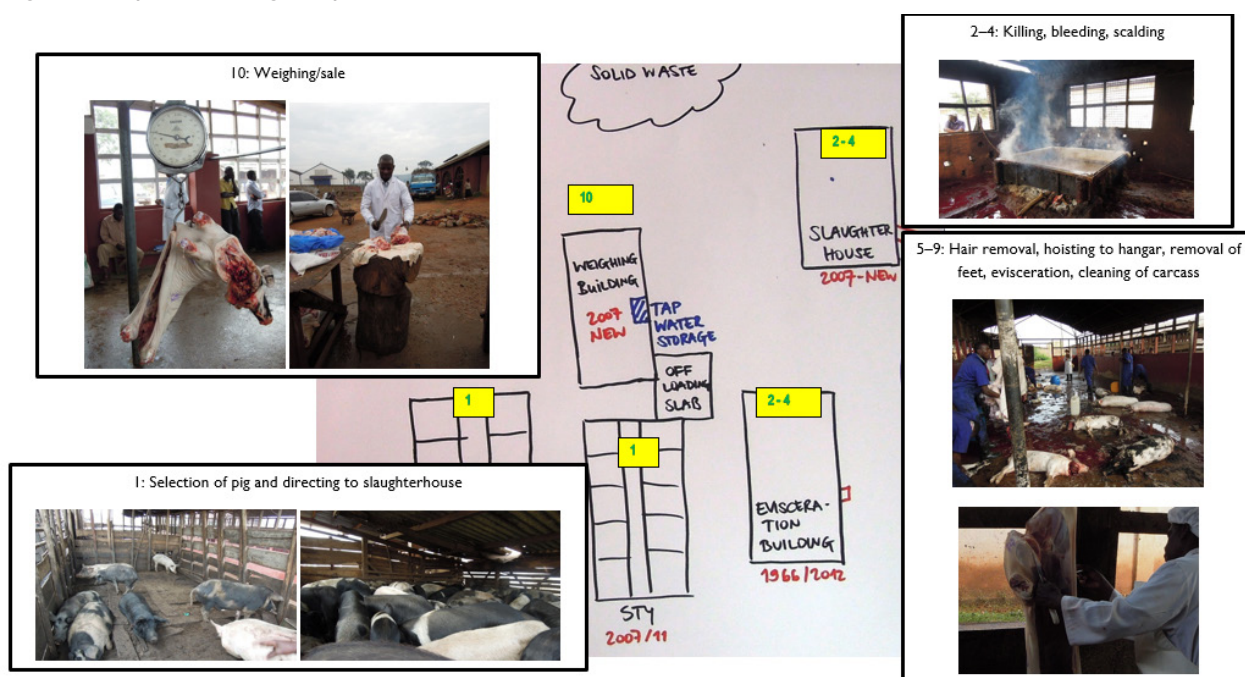 10: Weighing/sale
SOLID WASTE
2-4
SLAUGHTER
HOUSE
2007-NEW
10
WEIGHING
BUILDING
2007
NEW
TAP
WATER
STORAGE
OFF
LOADING
SLAB
1
1
STY
2007/11
2-4
EVISCERA-
TION
BUILDING
1966/2012
1: Selection of pig and directing to slaughterhouse
2–4: Killing, bleeding, scalding
5–9: Hair removal, hoisting to hangar, removal of
feet, evisceration, cleaning of carcass